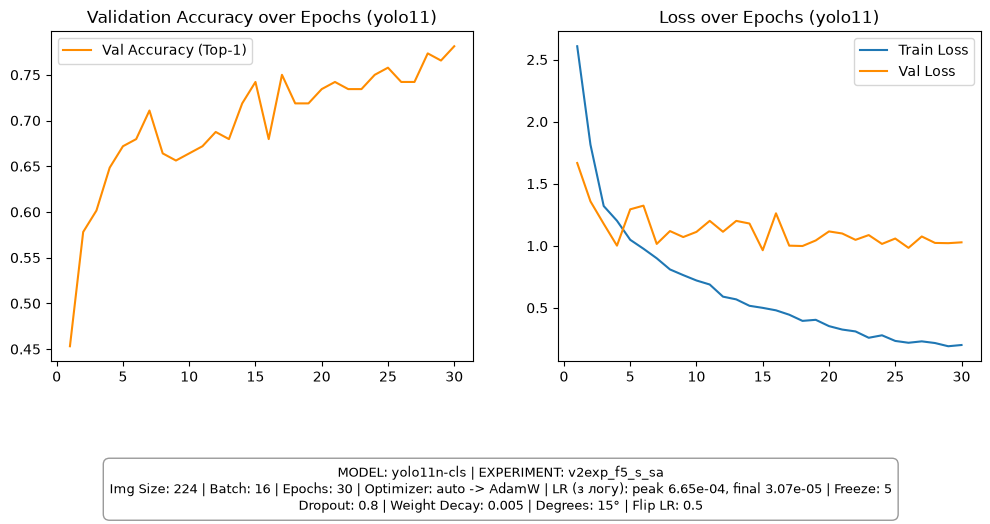 Validation Accuracy over Epochs (yolo11)
Val Accuracy (Top-1)
0.75
0.70
0.65
0.60
0.55
0.50
0.45
0 5 10 15 20 25 30
Loss over Epochs (yolo11)
Train Loss
Val Loss
2.5
2.0
1.5
1.0
0.5
0 5 10 15 20 25 30
MODEL: yolo11n-cls | EXPERIMENT: v2exp_f5_s_sa
Img Size: 224 | Batch: 16 | Epochs: 30 | Optimizer: auto -> AdamW | LR (з логу): peak 6.65e-04, final 3.07e-05 | Freeze: 5
Dropout: 0.8 | Weight Decay: 0.005 | Degrees: 15° | Flip LR: 0.5